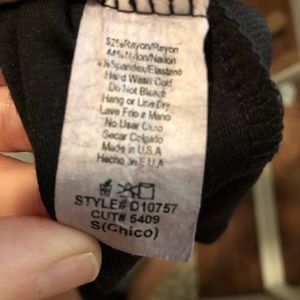 52%Rayon/Rayon
44%Nylon/Nailon
4%Spandex/Elastano
Hand Wash Cold
Do Not Bleach
Hang or Line Dry
Lave Frio a Mano
No Usar Cloro
Secar Colgado
Made in U.S.A
Hecho en E.U.A
STYLE# D10757
CUT# 5409
S(Chico)